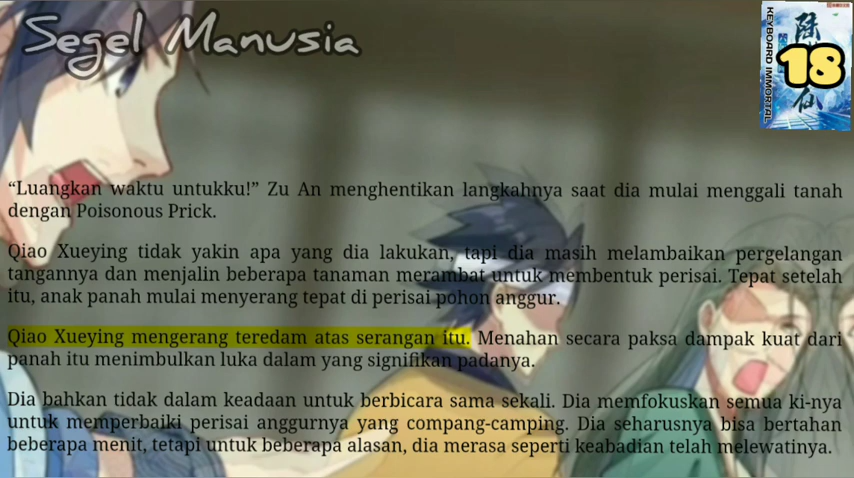 Segel Manusia
KEYBOARD IMMORTAL
18
“Luangkan waktu untukku!” Zu An menghentikan langkahnya saat dia mulai menggali tanah
dengan Poisonous Prick.
Qiao Xueying tidak yakin apa yang dia lakukan, tapi dia masih melambaikan pergelangan
tangannya dan menjalin beberapa tanaman merambat untuk membentuk perisai. Tepat setelah
itu, anak panah mulai menyerang tepat di perisai pohon anggur.
Qiao Xueying mengerang teredam atas serangan itu. Menahan secara paksa dampak kuat dari
panah itu menimbulkan luka dalam yang signifikan padanya.
Dia bahkan tidak dalam keadaan untuk berbicara sama sekali. Dia memfokuskan semua ki-nya
untuk memperbaiki perisai anggurnya yang compang-camping. Dia seharusnya bisa bertahan
beberapa menit, tetapi untuk beberapa alasan, dia merasa seperti keabadian telah melewatinya.